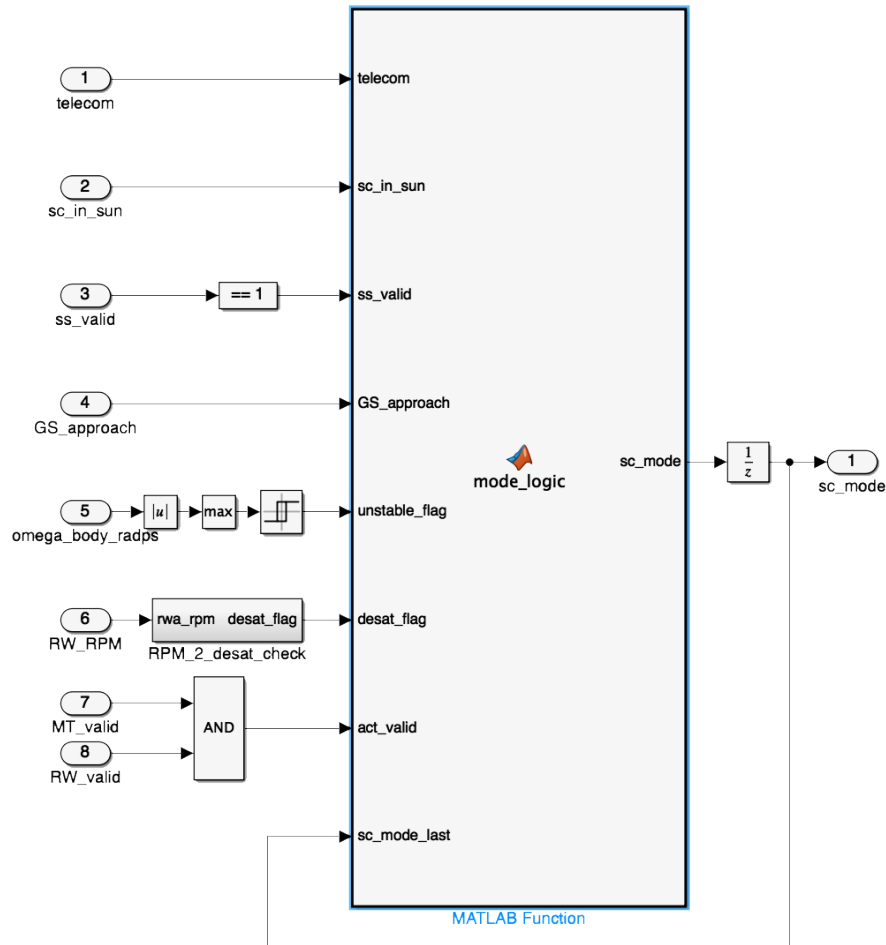 1
telecom
telecom
2
sc_in_sun
sc_in_sun
3
ss_valid
== 1
ss_valid
4
GS_approach
GS_approach
mode_logic
sc_mode
1
z
1
sc_mode
5
omega_body_radps
|u|
max
unstable_flag
6
RW_RPM
rwa_rpm desat_flag
RPM_2_desat_check
desat_flag
7
MT_valid
8
RW_valid
AND
act_valid
sc_mode_last
MATLAB Function